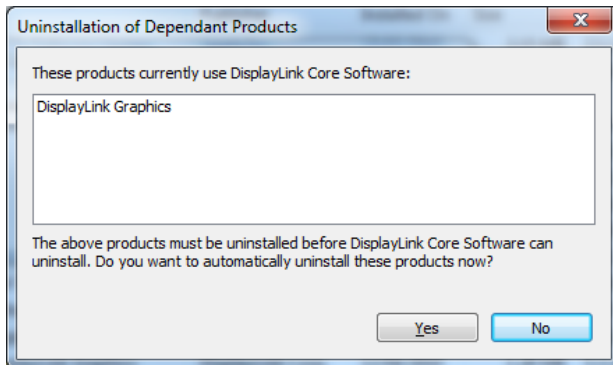 Uninstallation of Dependant Products
These products currently use DisplayLink Core Software:
DisplayLink Graphics
The above products must be uninstalled before DisplayLink Core Software can
uninstall. Do you want to automatically uninstall these products now?
Yes
No